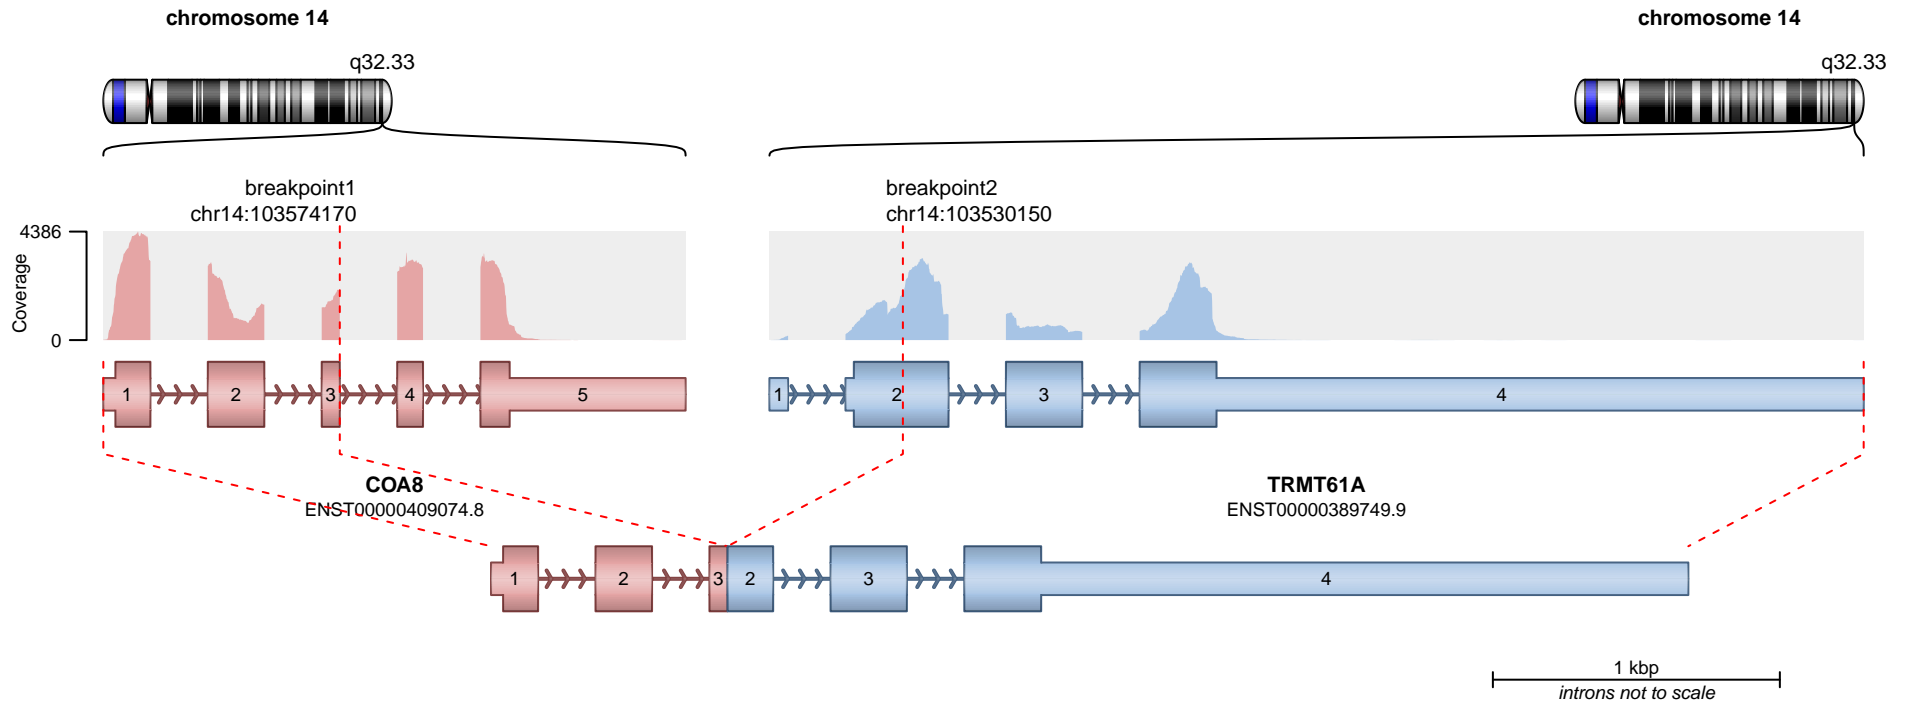 chromosome 14
chromosome 14
q32.33
q32.33
breakpoint1
chr14:103574170
breakpoint2
chr14:103530150
4386
Coverage
0
1 2 3 4 5
1 2 3 4
COA8
ENST00000409074.8
TRMT61A
ENST00000389749.9
1 2 3 2 3 4
1 kbp
introns not to scale